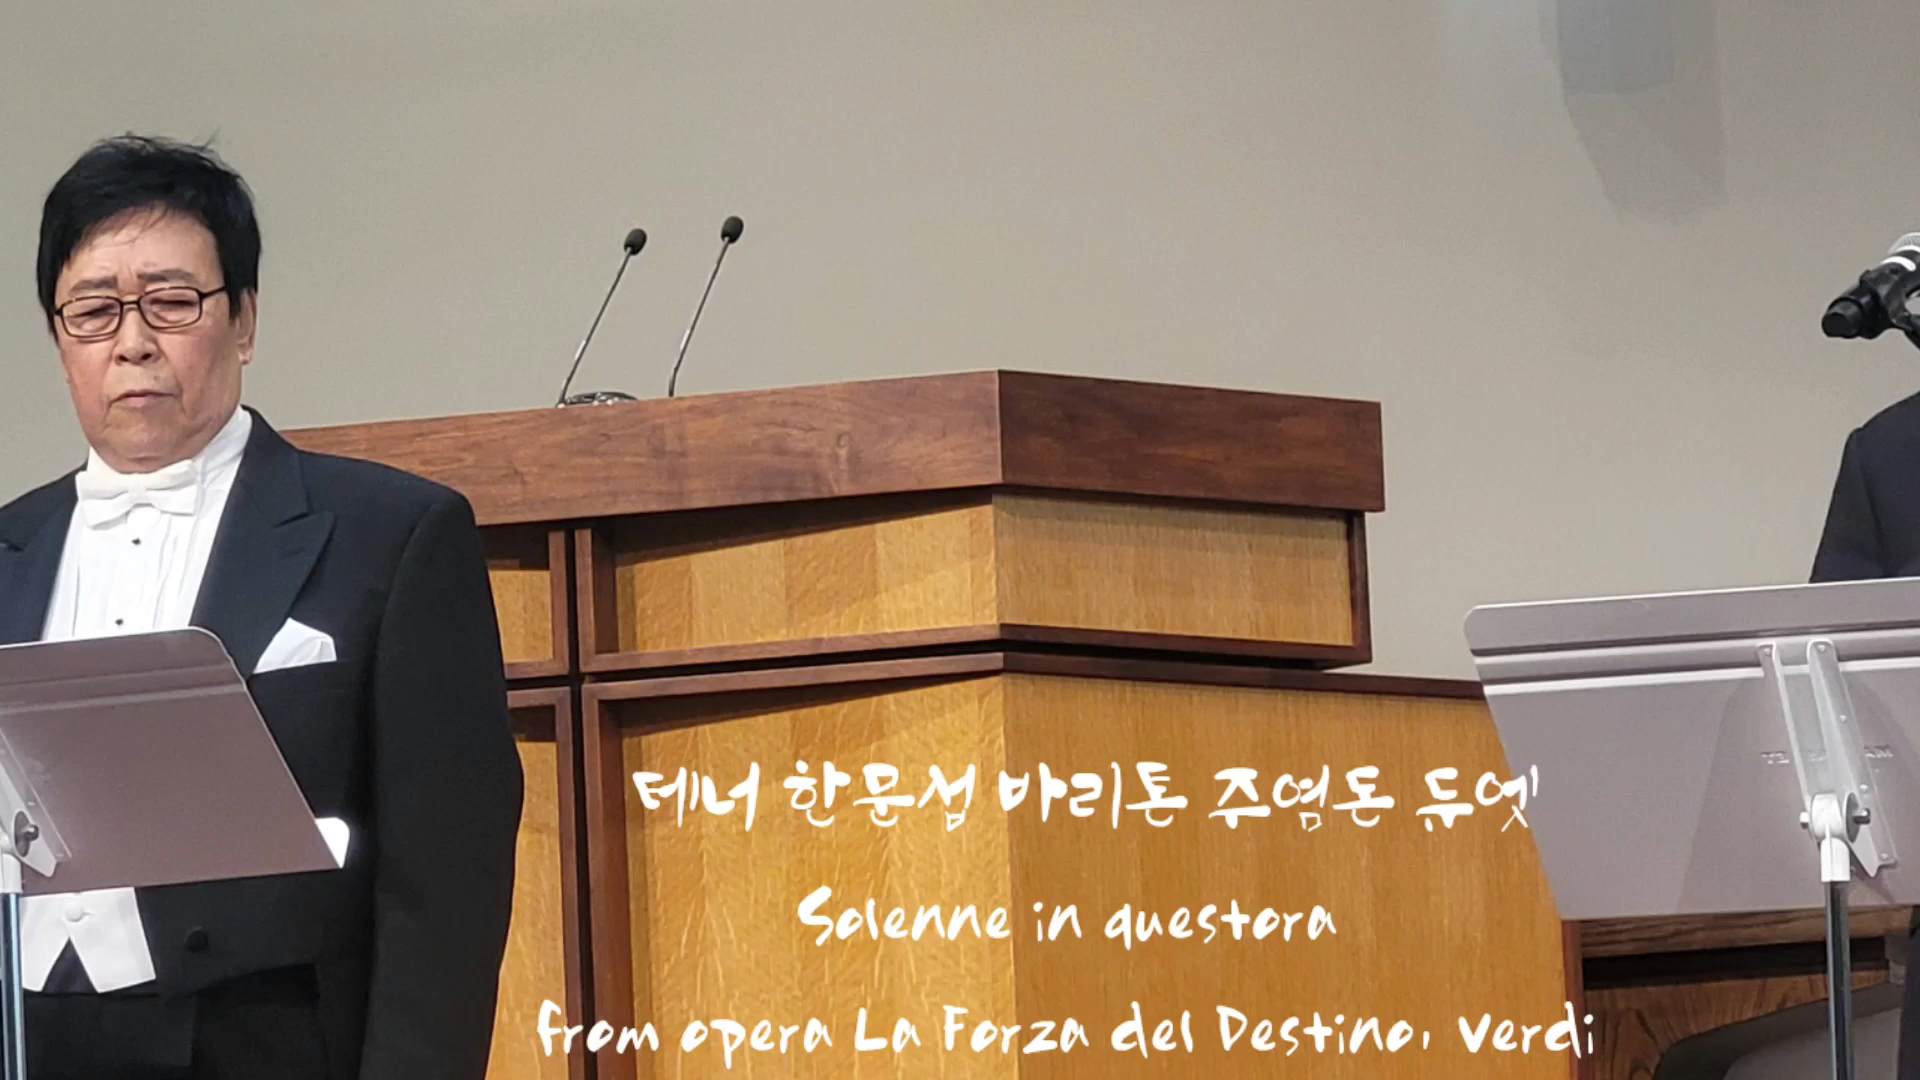 테너 한문섭 바리톤 주염돈 듀엣
Solenne in questora
from opera La Forza del Destino, Verdi